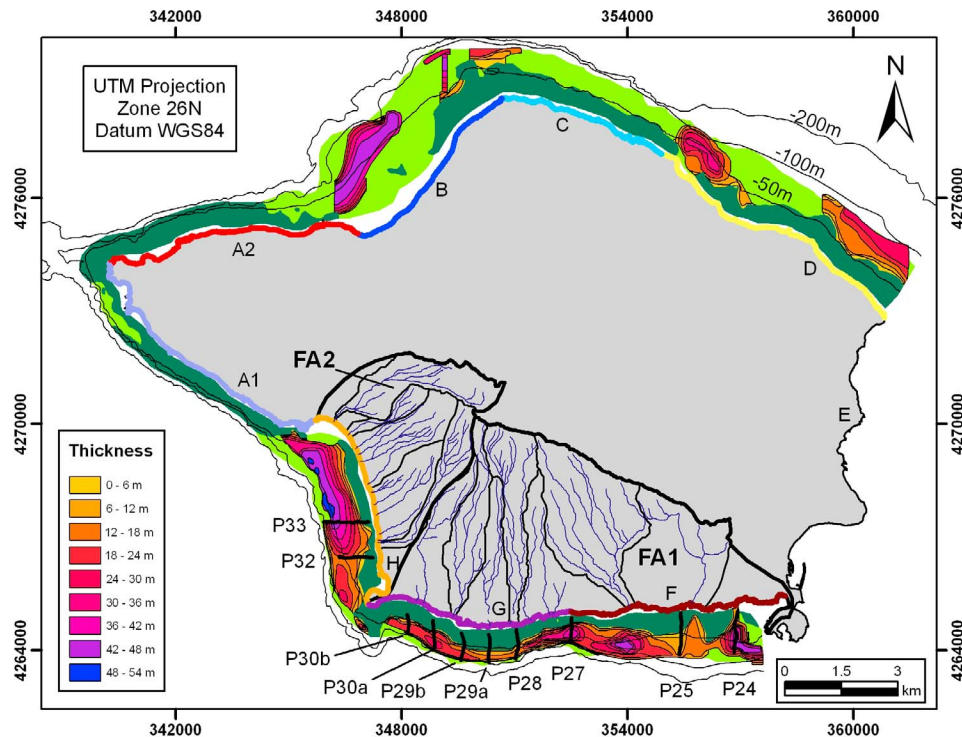 342000 348000 354000 360000
UTM Projection
Zone 26N
Datum WGS84
N
C
-200m
-100m
-50m
4276000
4276000
B
A2
D
FA2
A1
E
4270000
4270000
Thickness
0 - 6 m
6 - 12 m
12 - 18 m
18 - 24 m
24 - 30 m
30 - 36 m
36 - 42 m
42 - 48 m
48 - 54 m
P33
P32
H
FA1
F
G
4264000
4264000
P30b
P30a
P29b
P29a
P28
P27
P25
P24
0 1.5 3
km
342000 348000 354000 360000